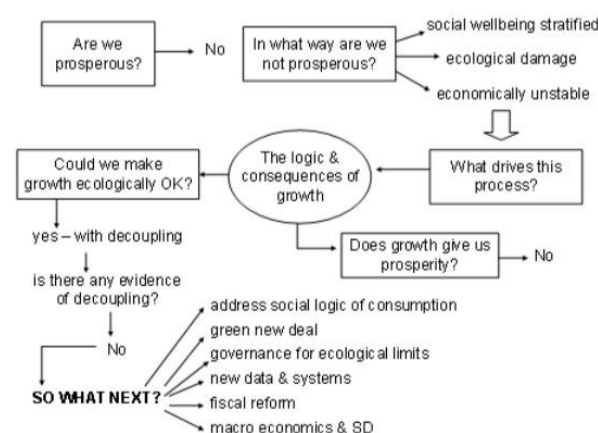 Are we
prosperous?
No
In what way are we
not prosperous?
social wellbeing stratified
ecological damage
economically unstable
What drives this
process?
The logic &
consequences of
growth
Could we make
growth ecologically OK?
Does growth give us
prosperity?
No
yes – with decoupling
is there any evidence
of decoupling?
No
SO WHAT NEXT?
address social logic of consumption
green new deal
governance for ecological limits
new data & systems
fiscal reform
macro economics & SD